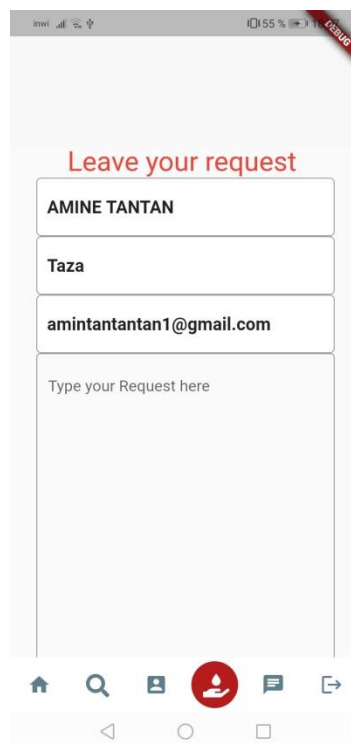 inwi 55 %
DEBUG
Leave your request
AMINE TANTAN
Taza
amintantantan1@gmail.com
Type your Request here